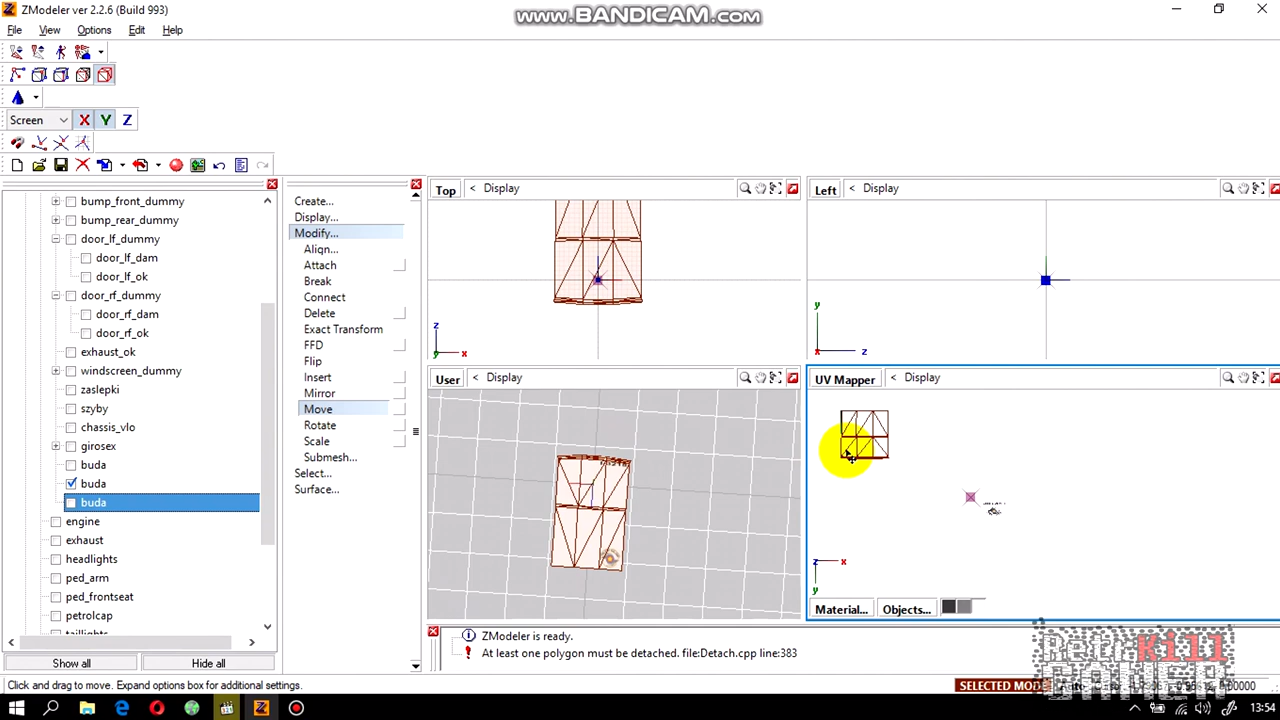 ZModeler ver 2.2.6 (Build 993)
www.BANDICAM.com
File View Options Edit Help
Screen X Y Z
bump_front_dummy
bump_rear_dummy
door_lf_dummy
door_lf_dam
door_lf_ok
door_rf_dummy
door_rf_dam
door_rf_ok
exhaust_ok
windscreen_dummy
zaslepki
szyby
chassis_vlo
girosex
buda
buda
buda
engine
exhaust
headlights
ped_arm
ped_frontseat
petrolcap
Show all Hide all
Create...
Display...
Modify...
Align...
Attach
Break
Connect
Delete
Exact Transform
FFD
Flip
Insert
Mirror
Move
Rotate
Scale
Submesh...
Select...
Surface...
Top < Display
z
y x
Left < Display
y
x z
User < Display
UV Mapper < Display
z x
y
Material... Objects...
ZModeler is ready.
At least one polygon must be detached. file:Detach.cpp line:383
Click and drag to move. Expand options box for additional settings.
SELECTED MODE
RetrKill
GAMER
13:54